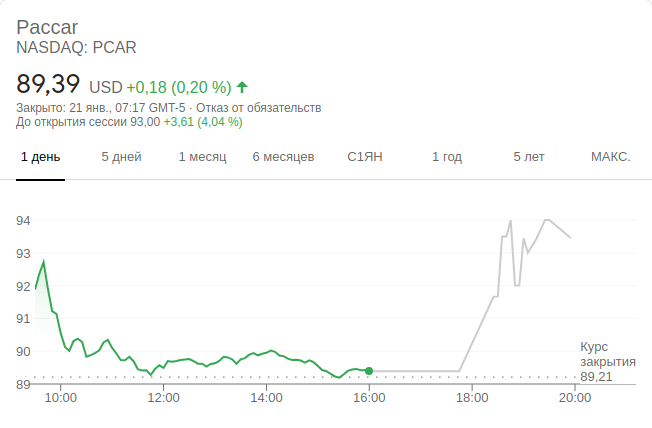 Paccar
NASDAQ: PCAR
89,39 USD +0,18 (0,20 %)
Закрыто: 21 янв., 07:17 GMT-5 · Отказ от обязательств
До открытия сессии 93,00 +3,61 (4,04 %)
1 день 5 дней 1 месяц 6 месяцев С1ЯН 1 год 5 лет МАКС.
94
93
92
91
90
89
Курс
закрытия
89,21
10:00 12:00 14:00 16:00 18:00 20:00